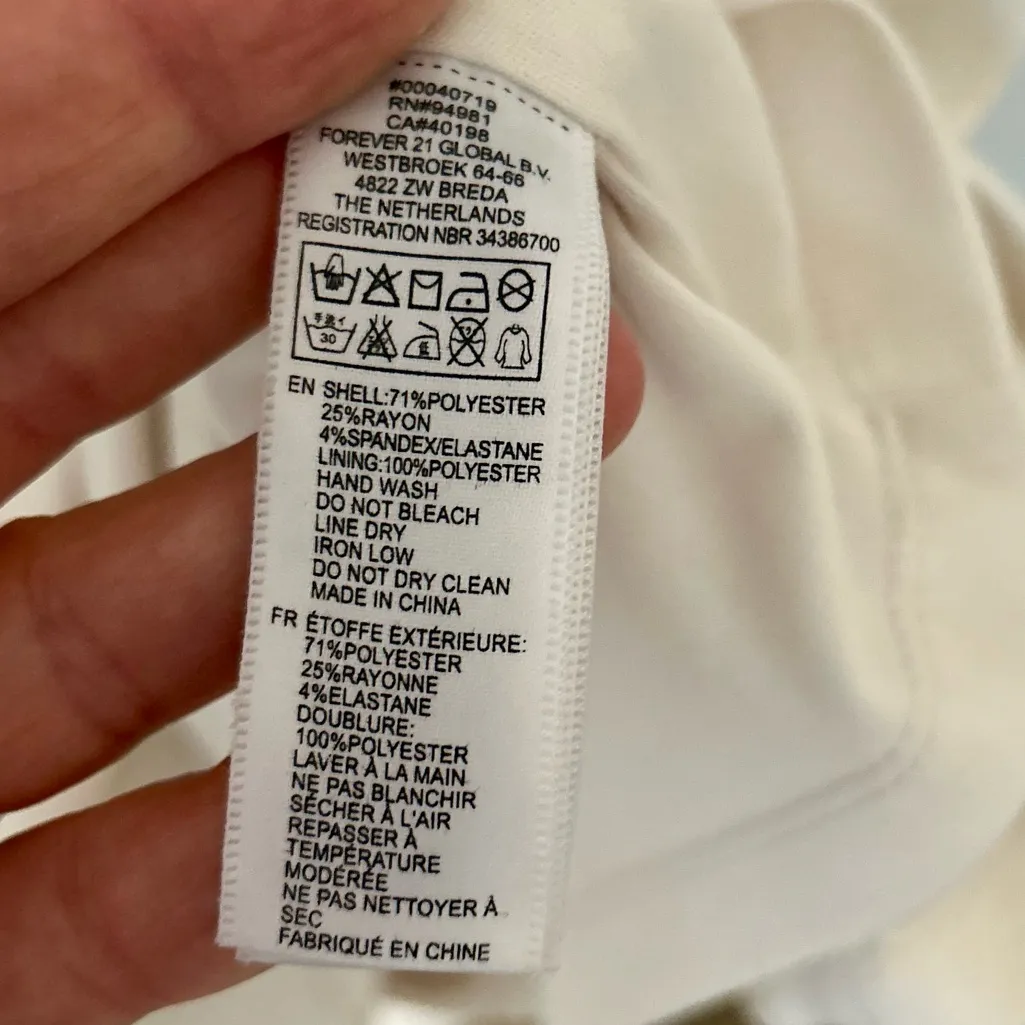 #00040719
RN#94981
CA#40198
FOREVER 21 GLOBAL B.V.
WESTBROEK 64-66
4822 ZW BREDA
THE NETHERLANDS
REGISTRATION NBR 34386700
手洗イ
30
EN SHELL:71%POLYESTER
25%RAYON
4%SPANDEX/ELASTANE
LINING:100%POLYESTER
HAND WASH
DO NOT BLEACH
LINE DRY
IRON LOW
DO NOT DRY CLEAN
MADE IN CHINA
FR ÉTOFFE EXTÉRIEURE:
71%POLYESTER
25%RAYONNE
4%ELASTANE
DOUBLURE:
100%POLYESTER
LAVER À LA MAIN
NE PAS BLANCHIR
SÉCHER À L'AIR
REPASSER À
TEMPÉRATURE
MODÉRÉE
NE PAS NETTOYER À
SEC
FABRIQUÉ EN CHINE